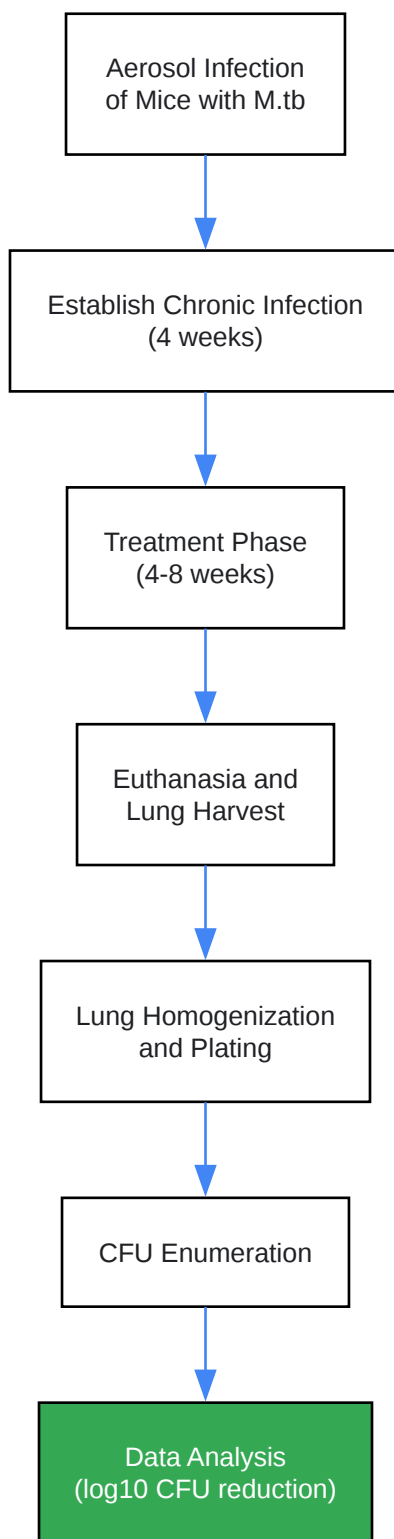 Aerosol Infection
of Mice with M.tb
Establish Chronic Infection
(4 weeks)
Treatment Phase
(4-8 weeks)
Euthanasia and
Lung Harvest
Lung Homogenization
and Plating
CFU Enumeration
Data Analysis
(log10 CFU reduction)